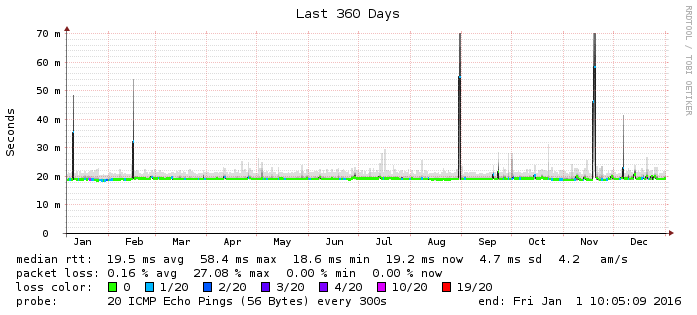 Last 360 Days
RRDTOOL / TOBI OETIKER
Seconds
70 m
60 m
50 m
40 m
30 m
20 m
10 m
0
Jan Feb Mar Apr May Jun Jul Aug Sep Oct Nov Dec
median rtt: 19.5 ms avg 58.4 ms max 18.6 ms min 19.2 ms now 4.7 ms sd 4.2 am/s
packet loss: 0.16 % avg 27.08 % max 0.00 % min 0.00 % now
loss color: 0 1/20 2/20 3/20 4/20 10/20 19/20
probe: 20 ICMP Echo Pings (56 Bytes) every 300s end: Fri Jan 1 10:05:09 2016